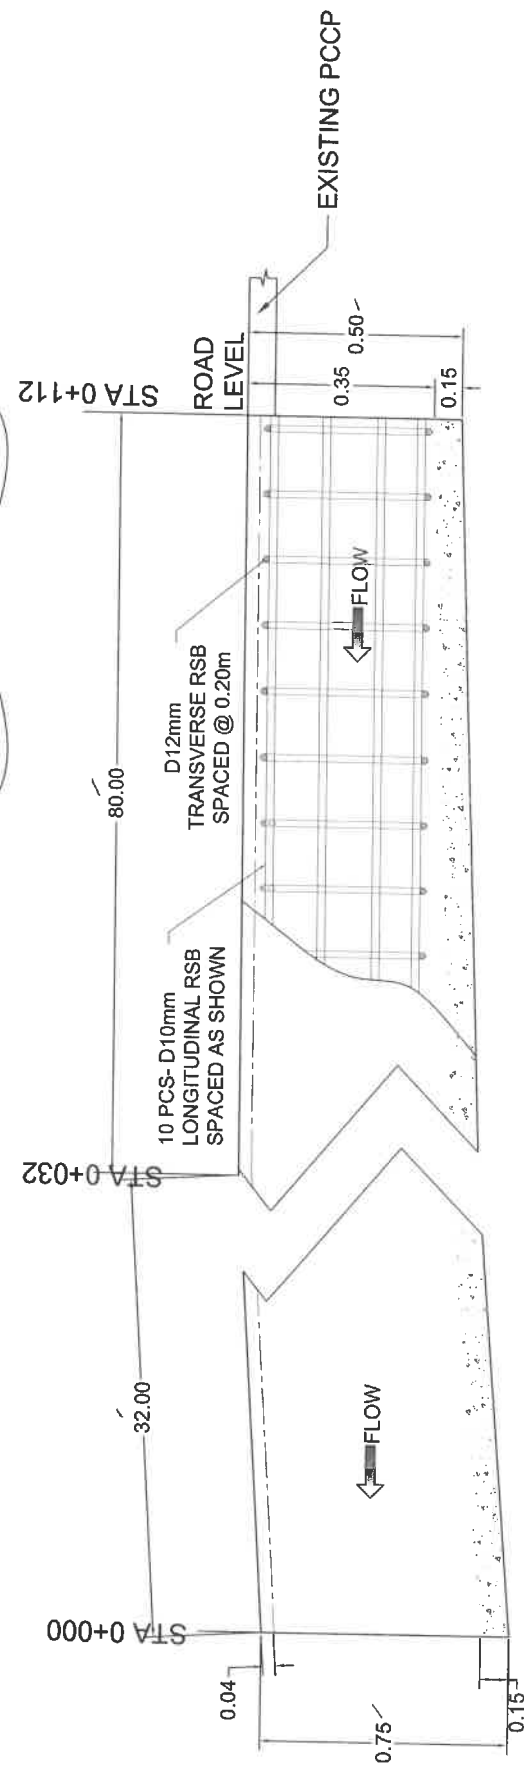 STA 0+000
STA 0+032
STA 0+112
32.00
80.00
10 PCS- D10mm
LONGITUDINAL RSB
SPACED AS SHOWN
D12mm
TRANSVERSE RSB
SPACED @ 0.20m
ROAD
LEVEL
EXISTING PCCP
0.04
0.75
0.15
FLOW
FLOW
0.35
0.50
0.15